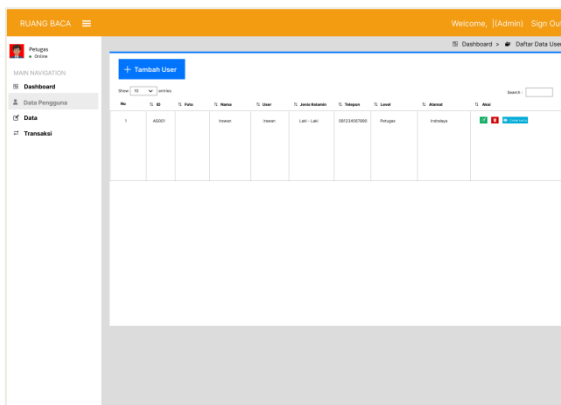 RUANG BACA
Welcome, |(Admin) Sign Out
Petugas
Online
MAIN NAVIGATION
Dashboard
Data Pengguna
Data
Transaksi
Dashboard > Daftar Data User
+ Tambah User
Show 10 entries
Search :
No ID Foto Nama User Jenis Kelamin Telepon Level Alamat Aksi
1 A0001 Irawan Irawan Laki - Laki Petugas Indralaya